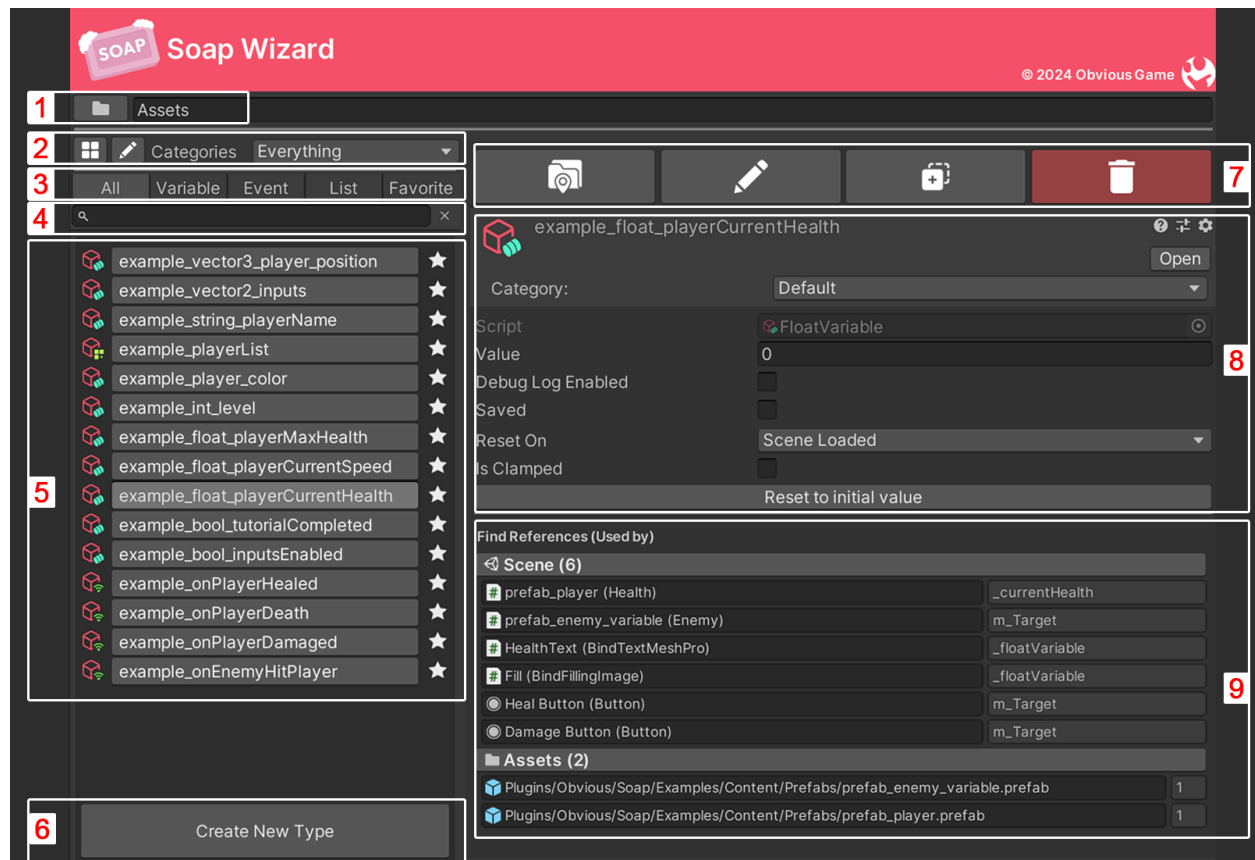 SOAP
Soap Wizard
© 2024 Obvious Game
1
Assets
2
Categories
Everything
3
All
Variable
Event
List
Favorite
4
5
example_vector3_player_position
example_vector2_inputs
example_string_playerName
example_playerList
example_player_color
example_int_level
example_float_playerMaxHealth
example_float_playerCurrentSpeed
example_float_playerCurrentHealth
example_bool_tutorialCompleted
example_bool_inputsEnabled
example_onPlayerHealed
example_onPlayerDeath
example_onPlayerDamaged
example_onEnemyHitPlayer
6
Create New Type
7
8
example_float_playerCurrentHealth
Open
Category:
Default
Script
FloatVariable
Value
0
Debug Log Enabled
Saved
Reset On
Scene Loaded
Is Clamped
Reset to initial value
9
Find References (Used by)
Scene (6)
prefab_player (Health)
_currentHealth
prefab_enemy_variable (Enemy)
m_Target
HealthText (BindTextMeshPro)
_floatVariable
Fill (BindFillingImage)
_floatVariable
Heal Button (Button)
m_Target
Damage Button (Button)
m_Target
Assets (2)
Plugins/Obvious/Soap/Examples/Content/Prefabs/prefab_enemy_variable.prefab
1
Plugins/Obvious/Soap/Examples/Content/Prefabs/prefab_player.prefab
1